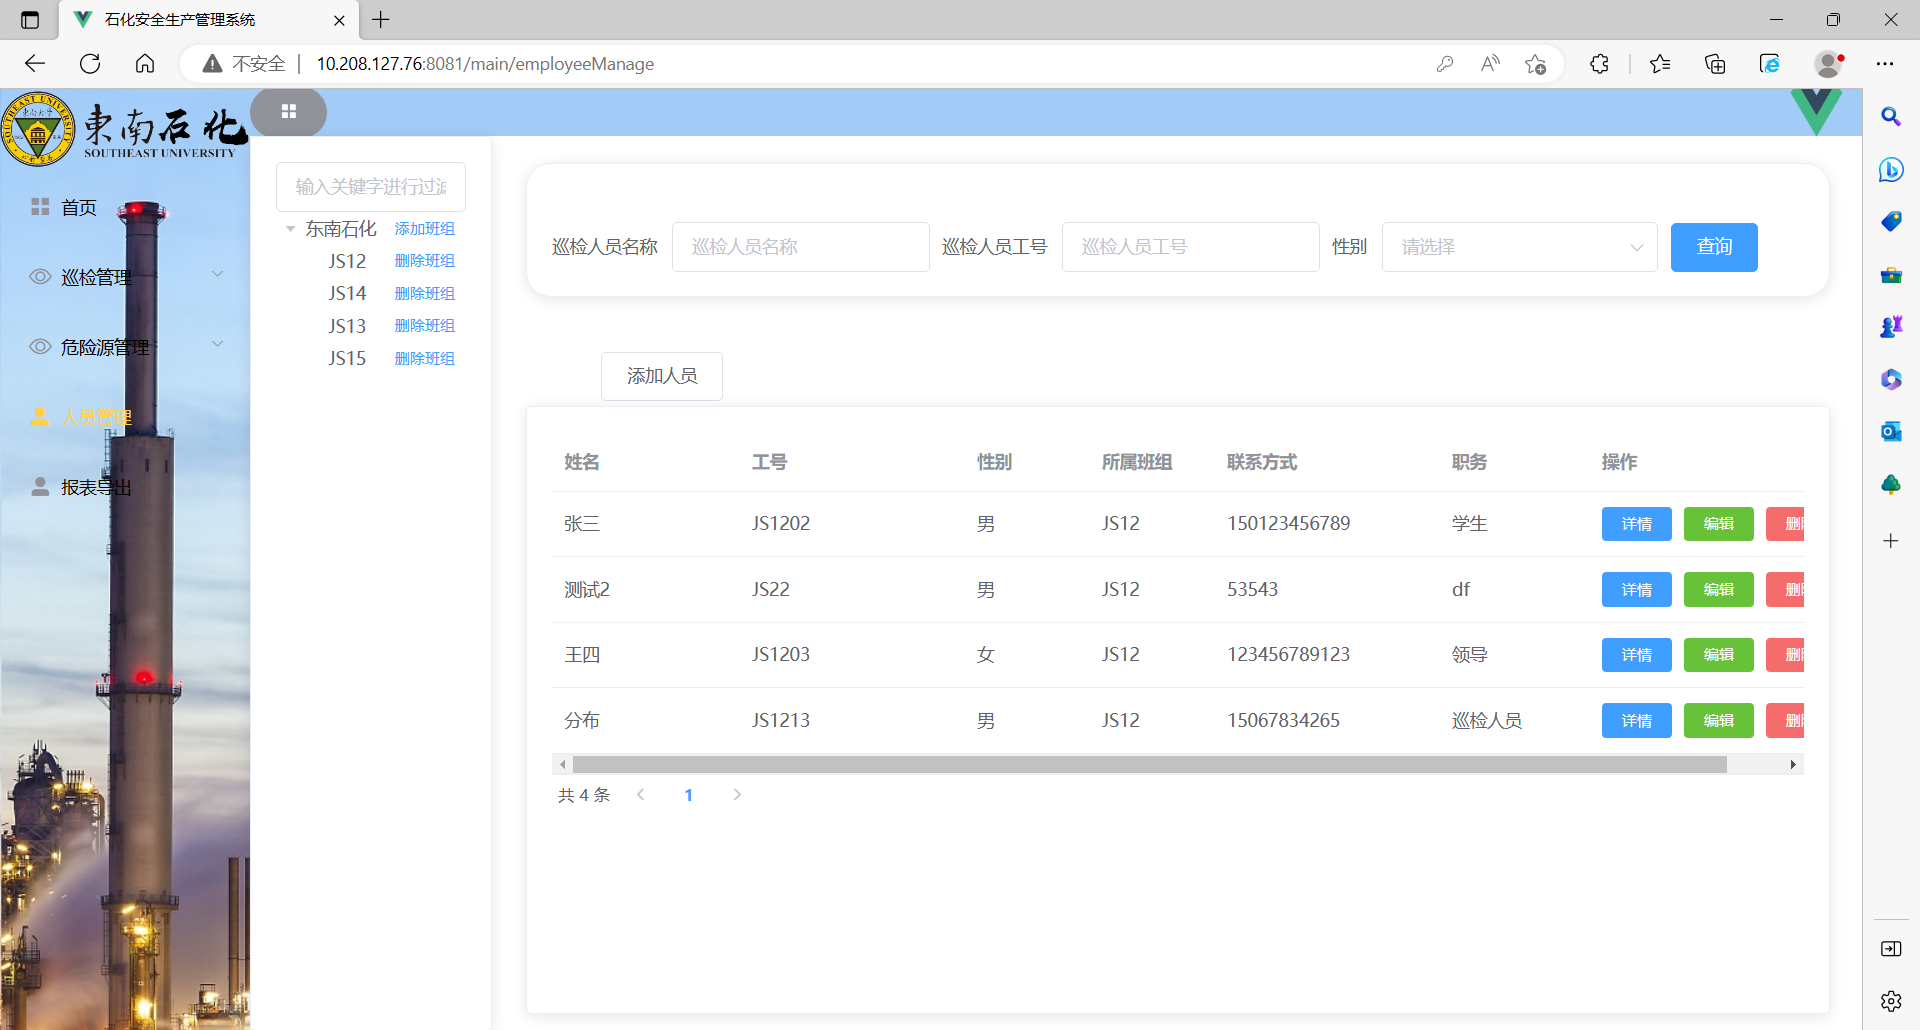 石化安全生产管理系统
不安全 | 10.208.127.76:8081/main/employeeManage
東南石化
SOUTHEAST UNIVERSITY
首页
巡检管理
危险源管理
人员管理
报表导出
输入关键字进行过滤
东南石化 添加班组
JS12 删除班组
JS14 删除班组
JS13 删除班组
JS15 删除班组
巡检人员名称 巡检人员名称 巡检人员工号 巡检人员工号 性别 请选择 查询
添加人员
姓名 工号 性别 所属班组 联系方式 职务 操作
张三 JS1202 男 JS12 150123456789 学生 详情 编辑 删
测试2 JS22 男 JS12 53543 df 详情 编辑 删
王四 JS1203 女 JS12 123456789123 领导 详情 编辑 删
分布 JS1213 男 JS12 15067834265 巡检人员 详情 编辑 删
共 4 条 1